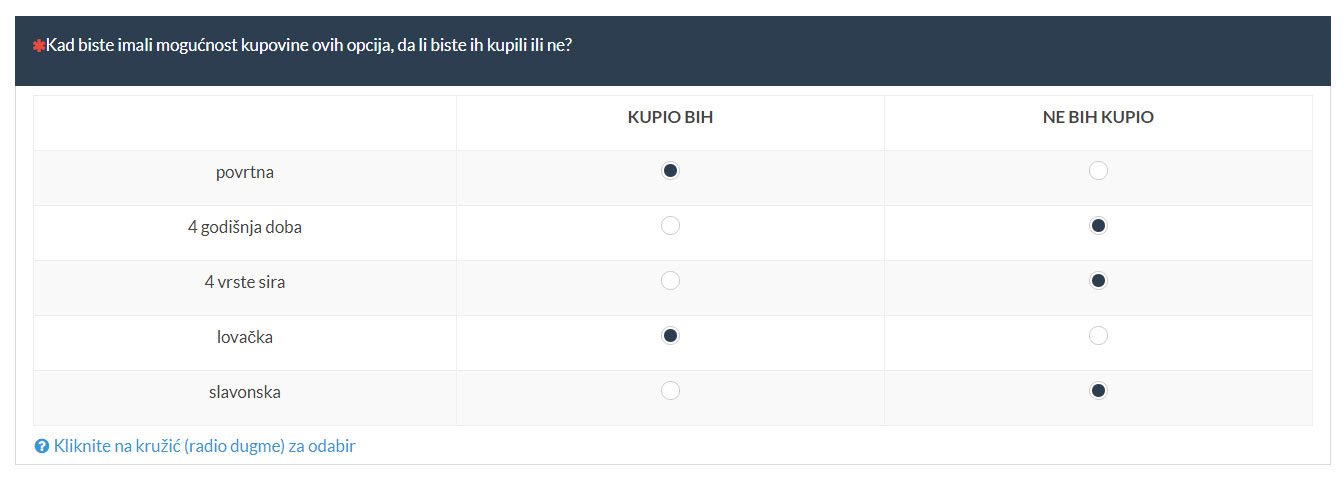 ✱Kad biste imali mogućnost kupovine ovih opcija, da li biste ih kupili ili ne?
KUPIO BIH NE BIH KUPIO
povrtna
4 godišnja doba
4 vrste sira
lovačka
slavonska
Kliknite na kružić (radio dugme) za odabir